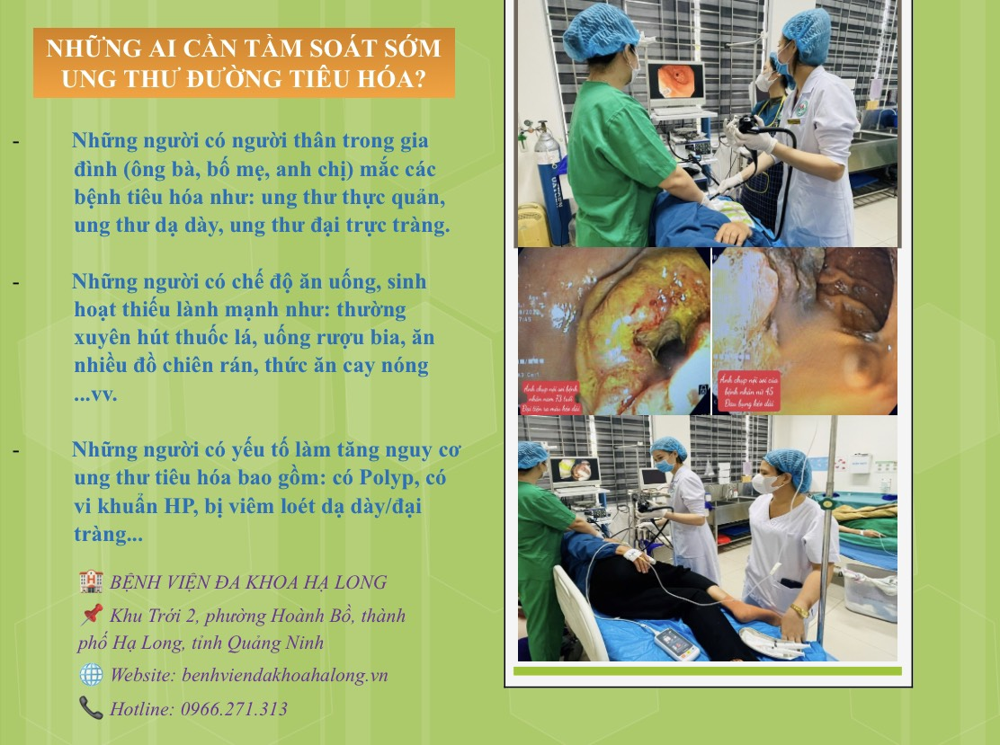 NHỮNG AI CẦN TẦM SOÁT SỚM
UNG THƯ ĐƯỜNG TIÊU HÓA?
- Những người có người thân trong gia
đình (ông bà, bố mẹ, anh chị) mắc các
bệnh tiêu hóa như: ung thư thực quản,
ung thư dạ dày, ung thư đại trực tràng.
- Những người có chế độ ăn uống, sinh
hoạt thiếu lành mạnh như: thường
xuyên hút thuốc lá, uống rượu bia, ăn
nhiều đồ chiên rán, thức ăn cay nóng
...vv.
- Những người có yếu tố làm tăng nguy cơ
ung thư tiêu hóa bao gồm: có Polyp, có
vi khuẩn HP, bị viêm loét dạ dày/đại
tràng...
BỆNH VIỆN ĐA KHOA HẠ LONG
Khu Trới 2, phường Hoành Bồ, thành
phố Hạ Long, tỉnh Quảng Ninh
Website: benhviendakhoahalong.vn
Hotline: 0966.271.313
Ảnh chụp nội soi bệnh
nhân nam 73 tuổi
Đại tiện ra máu kéo dài
Ảnh chụp nội soi của
bệnh nhân nữ 45
Đau bụng kéo dài